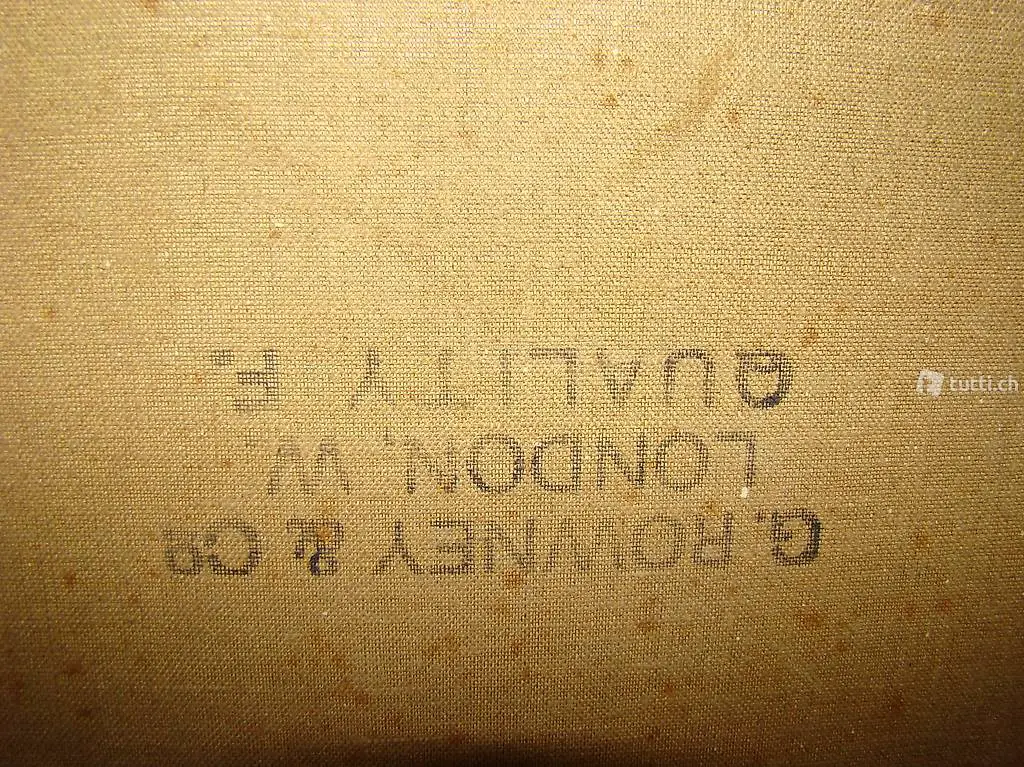 G. ROWNEY & Co
LONDON, W.
QUALITY F.
tutti.ch